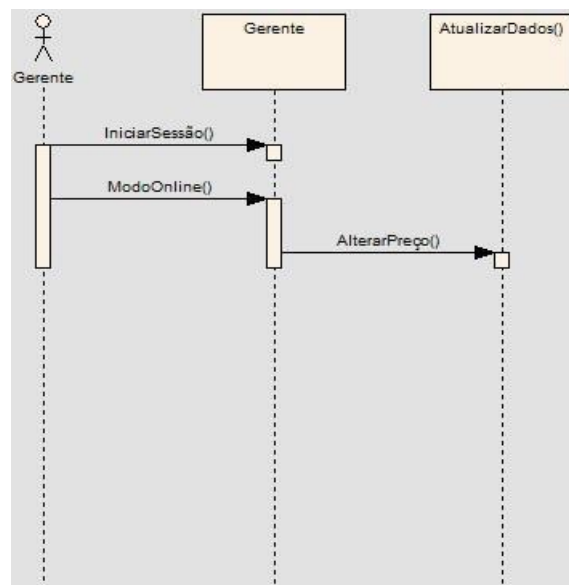 Gerente
AtualizarDados()
Gerente
IniciarSessão()
ModoOnline()
AlterarPreço()